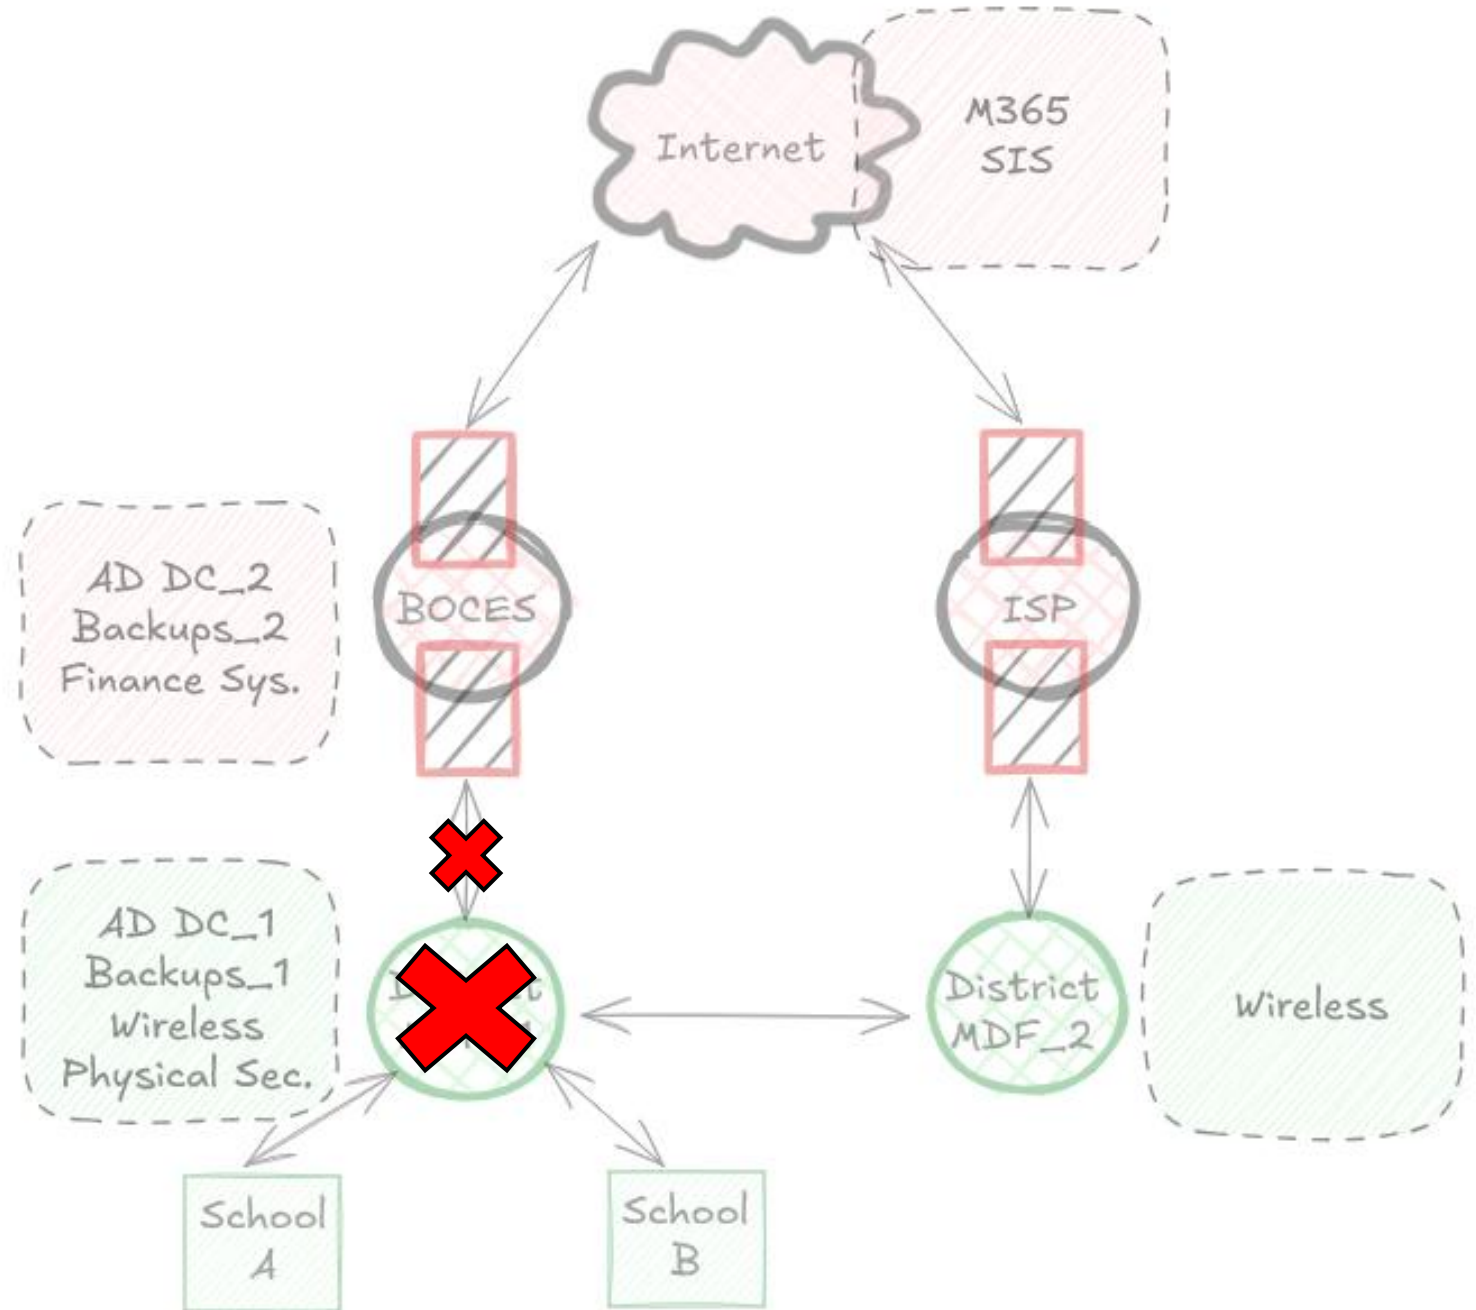 Internet
M365
SIS
AD DC_2
Backups_2
Finance Sys.
BOCES
ISP
AD DC_1
Backups_1
Wireless
Physical Sec.
District
MDF_2
Wireless
School
A
School
B